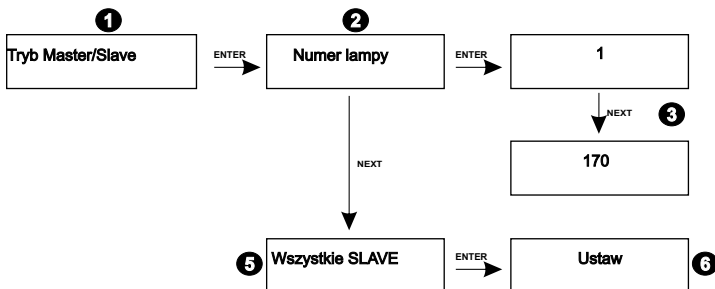 1 2
Tryb Master/Slave ENTER Numer lampy ENTER 1
NEXT 3
170
NEXT
5 Wszystkie SLAVE ENTER Ustaw 6